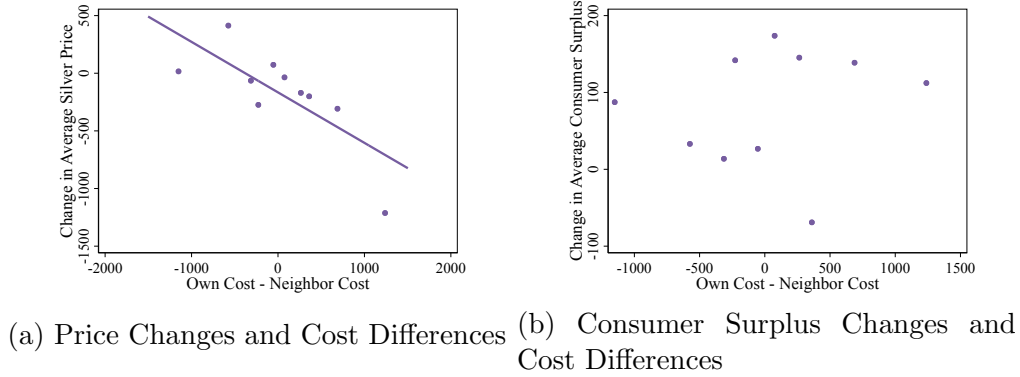 Change in Average Silver Price
500
0
-500
-1000
-1500
-2000
-1000
0
1000
2000
Own Cost - Neighbor Cost
(a) Price Changes and Cost Differences
Change in Average Consumer Surplus
200
100
0
-100
-1000
-500
0
500
1000
1500
Own Cost - Neighbor Cost
(b) Consumer Surplus Changes and
Cost Differences